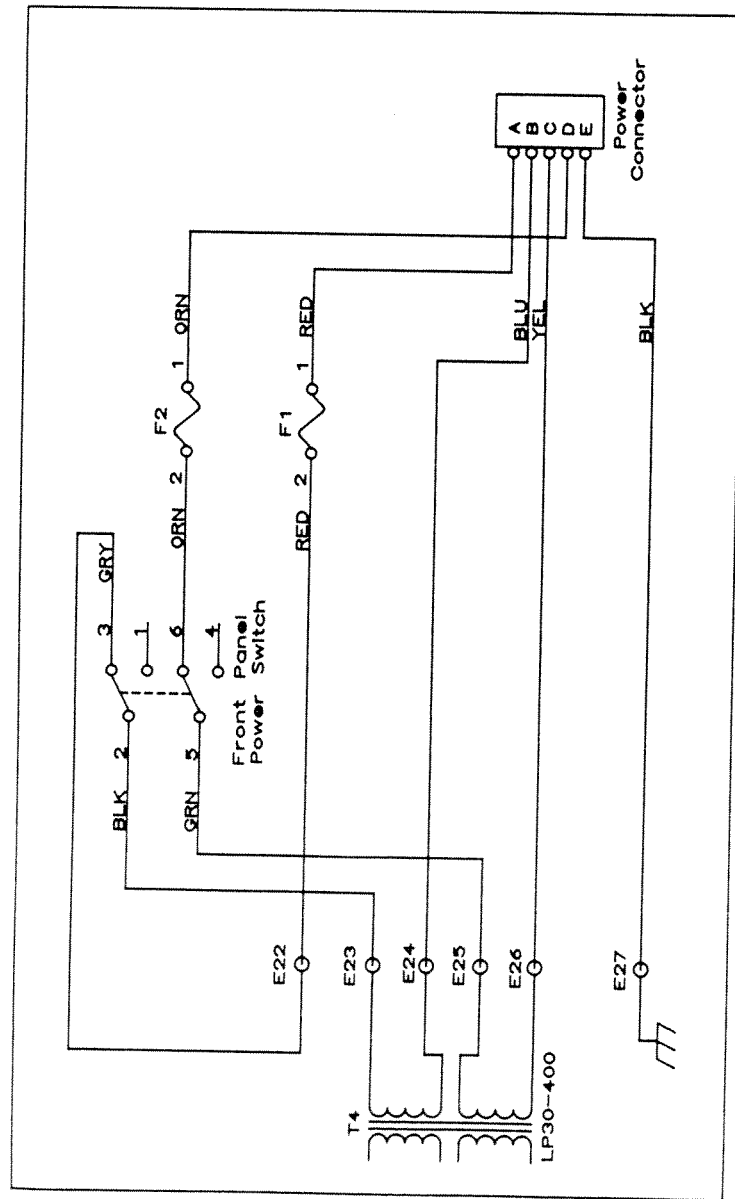 GRY
3
1
6
4
2
5
BLK
GRN
Front Panel
Power Switch
ORN
2
F2
1
ORN
RED
2
F1
1
RED
BLU
YEL
BLK
A
B
C
D
E
Power
Connector
E22
E23
E24
E25
E26
E27
T4
LP30-400